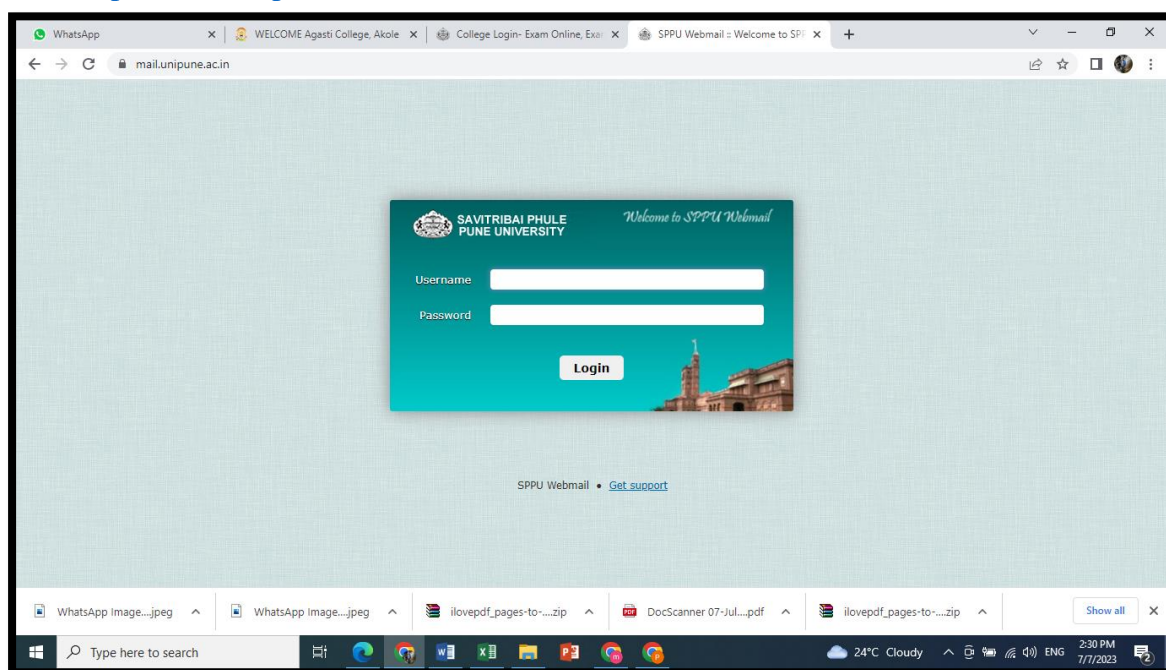 WhatsApp
WELCOME Agasti College, Akole
College Login- Exam Online, Exa
SPPU Webmail :: Welcome to SPP
mail.unipune.ac.in
SAVITRIBAI PHULE
PUNE UNIVERSITY
Welcome to SPPU Webmail
Username
Password
Login
SPPU Webmail • Get support
WhatsApp Image....jpeg
WhatsApp Image....jpeg
ilovepdf_pages-to-....zip
DocScanner 07-Jul....pdf
ilovepdf_pages-to-....zip
Show all
Type here to search
24°C Cloudy
ENG
2:30 PM
7/7/2023
2